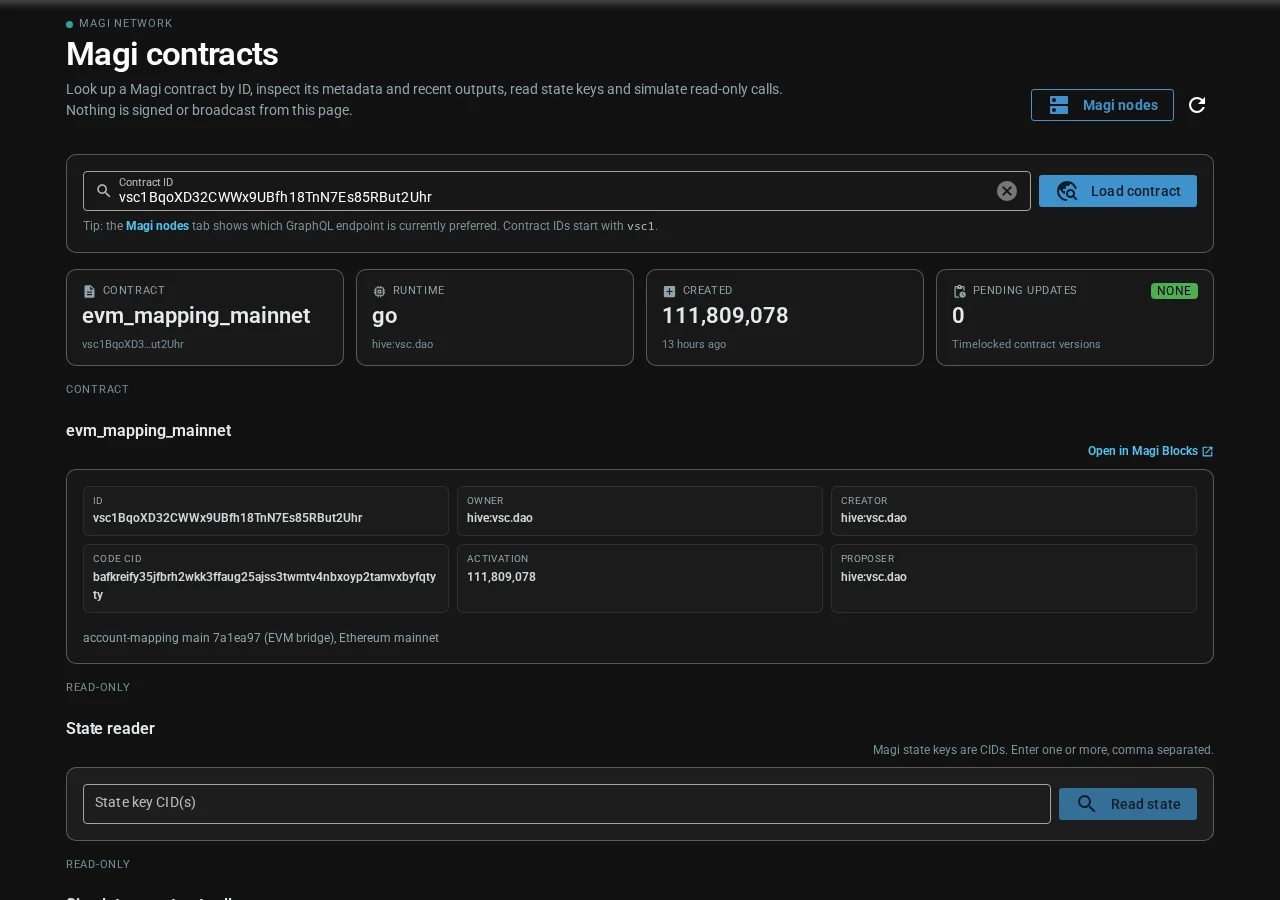 MAGI NETWORK
Magi contracts
Look up a Magi contract by ID, inspect its metadata and recent outputs, read state keys and simulate read-only calls.
Nothing is signed or broadcast from this page.
Magi nodes
Contract ID
vsc1BqoXD32CWWx9UBfh18TnN7Es85RBut2Uhr
Load contract
Tip: the Magi nodes tab shows which GraphQL endpoint is currently preferred. Contract IDs start with vsc1.
CONTRACT
evm_mapping_mainnet
vsc1BqoXD3…ut2Uhr
RUNTIME
go
hive:vsc.dao
CREATED
111,809,078
13 hours ago
PENDING UPDATES
NONE
0
Timelocked contract versions
CONTRACT
evm_mapping_mainnet
Open in Magi Blocks
ID
vsc1BqoXD32CWWx9UBfh18TnN7Es85RBut2Uhr
OWNER
hive:vsc.dao
CREATOR
hive:vsc.dao
CODE CID
bafkreify35jfbrh2wkk3ffaug25ajss3twmtv4nbxoyp2tamvxbyfqty
ty
ACTIVATION
111,809,078
PROPOSER
hive:vsc.dao
account-mapping main 7a1ea97 (EVM bridge), Ethereum mainnet
READ-ONLY
State reader
Magi state keys are CIDs. Enter one or more, comma separated.
State key CID(s)
Read state
READ-ONLY